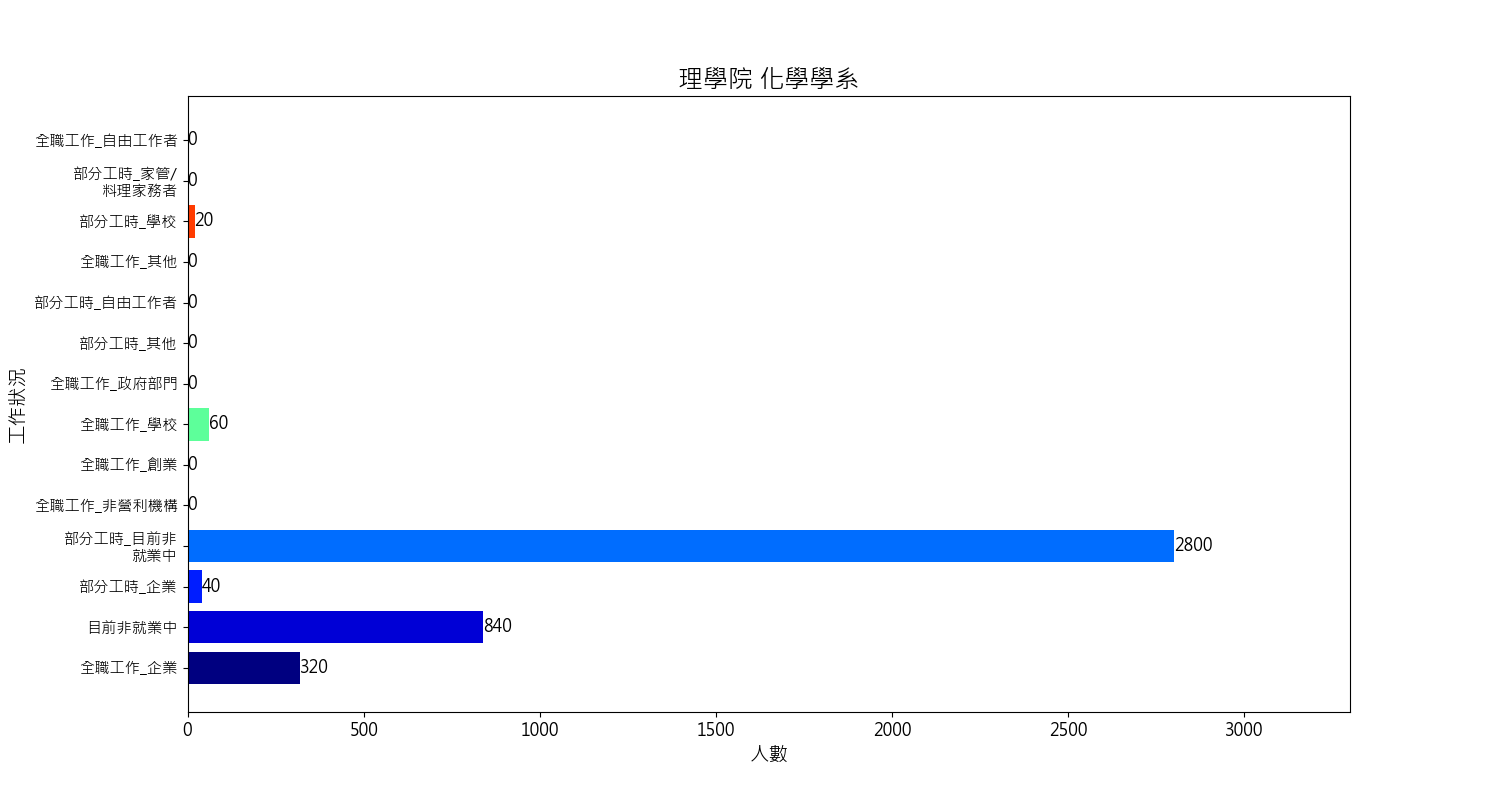 理學院 化學學系
全職工作_自由工作者
0
部分工時_家管/
料理家務者
0
部分工時_學校
20
全職工作_其他
0
部分工時_自由工作者
0
部分工時_其他
0
全職工作_政府部門
0
全職工作_學校
60
全職工作_創業
0
全職工作_非營利機構
0
部分工時_目前非
就業中
2800
部分工時_企業
40
目前非就業中
840
全職工作_企業
320
工作狀況
0 500 1000 1500 2000 2500 3000
人數